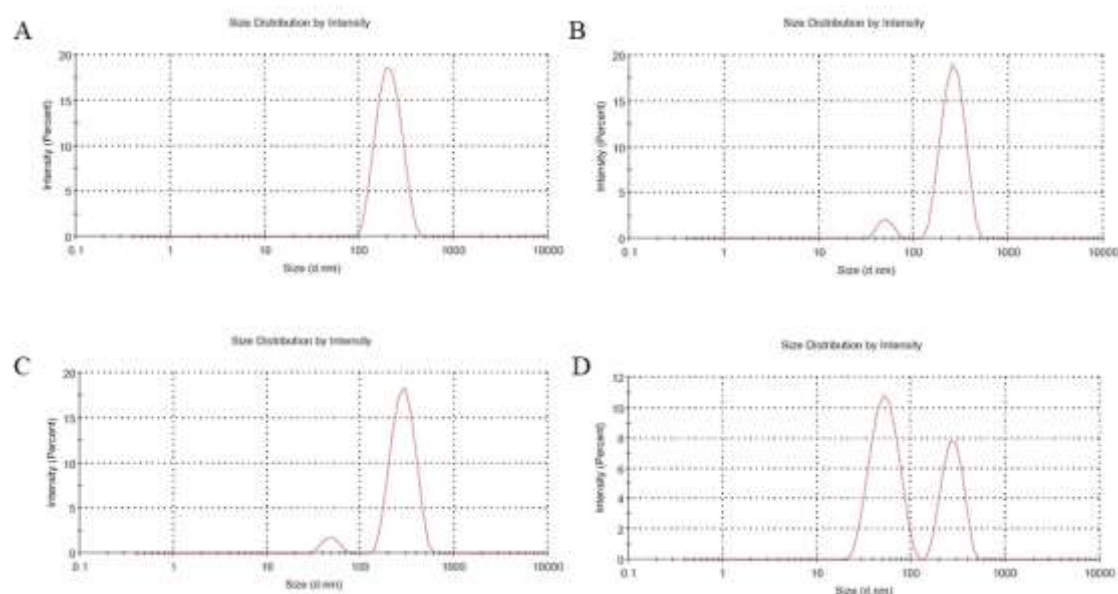 A
Size Distribution by Intensity
20
15
10
5
0
Intensity (Percent)
0.1 1 10 100 1000 10000
Size (d.nm)
B
Size Distribution by Intensity
20
15
10
5
0
Intensity (Percent)
0.1 1 10 100 1000 10000
Size (d.nm)
C
Size Distribution by Intensity
20
15
10
5
0
Intensity (Percent)
0.1 1 10 100 1000 10000
Size (d.nm)
D
Size Distribution by Intensity
12
10
8
6
4
2
0
Intensity (Percent)
0.1 1 10 100 1000 10000
Size (d.nm)